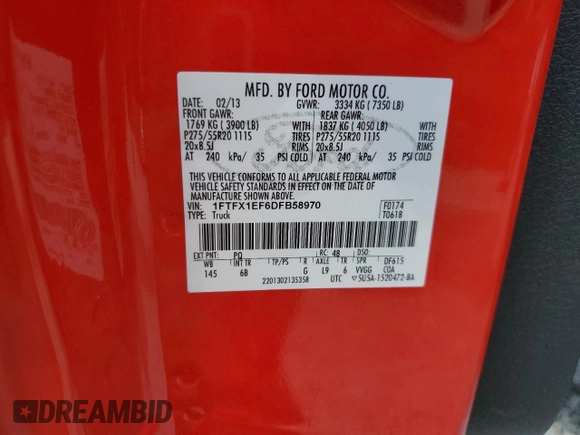 MFD. BY FORD MOTOR CO.
DATE: 02/13 GVWR: 3334 KG ( 7350 LB)
FRONT GAWR: REAR GAWR:
1769 KG ( 3900 LB) WITH 1837 KG ( 4050 LB) WITH
P275/55R20 111S TIRES P275/55R20 111S TIRES
20x8.5J RIMS 20x8.5J RIMS
AT 240 kPa/ 35 PSI COLD AT 240 kPa/ 35 PSI COLD
THIS VEHICLE CONFORMS TO ALL APPLICABLE FEDERAL MOTOR
VEHICLE SAFETY STANDARDS IN EFFECT ON THE DATE OF
MANUFACTURE SHOWN ABOVE.
VIN: 1FTFX1EF6DFB58970 F0174
TYPE: Truck T0618
EXT PNT: PQ RC: 48 DSO:
WB INT TR TP/PS R AXLE TR SPR DF615
145 6B G L9 6 VVGG COA
2201302135358 UTC 5U5A-1520472-BA
DREAMBID